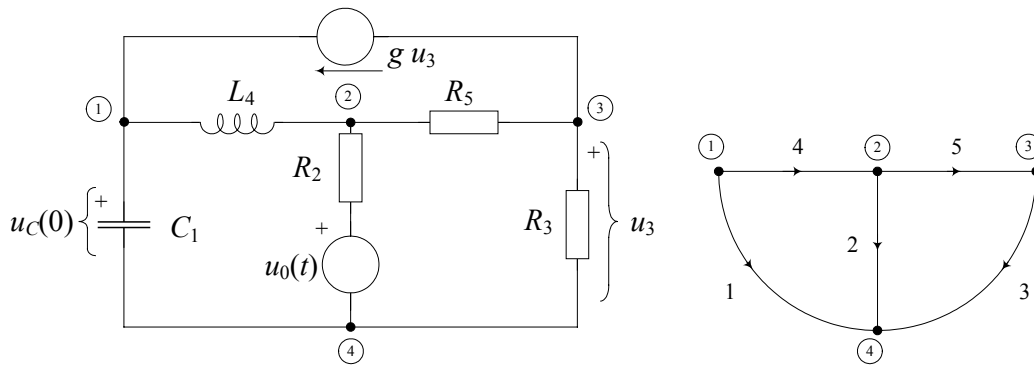 g u₃
① L₄ ② R₅ ③
+
R₂
u_C(0) + C₁
+
u₀(t)
R₃ u₃
④
① 4 ② 5 ③
2
1 3
④